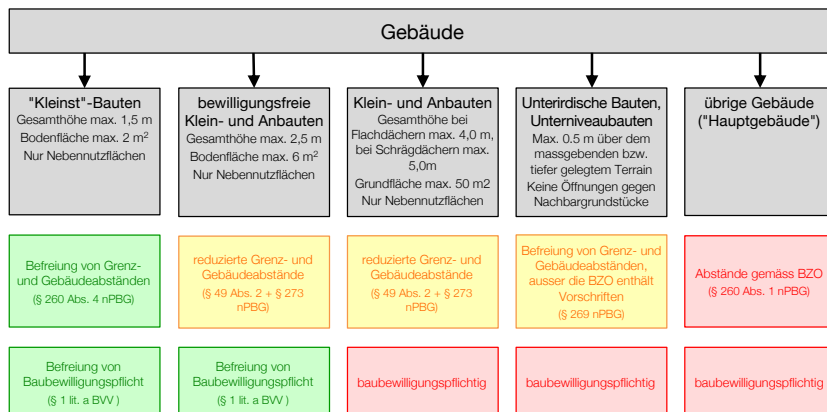 Gebäude
"Kleinst"-Bauten
Gesamthöhe max. 1,5 m
Bodenfläche max. 2 m²
Nur Nebennutzflächen
bewilligungsfreie
Klein- und Anbauten
Gesamthöhe max. 2,5 m
Bodenfläche max. 6 m²
Nur Nebennutzflächen
Klein- und Anbauten
Gesamthöhe bei
Flachdächern max. 4,0 m,
bei Schrägdächern max.
5,0m
Grundfläche max. 50 m2
Nur Nebennutzflächen
Unterirdische Bauten,
Unterniveaubauten
Max. 0.5 m über dem
massgebenden bzw.
tiefer gelegtem Terrain
Keine Öffnungen gegen
Nachbargrundstücke
übrige Gebäude
("Hauptgebäude")
Befreiung von Grenz-
und Gebäudeabständen
(§ 260 Abs. 4 nPBG)
reduzierte Grenz- und
Gebäudeabstände
(§ 49 Abs. 2 + § 273
nPBG)
reduzierte Grenz- und
Gebäudeabstände
(§ 49 Abs. 2 + § 273
nPBG)
Befreiung von Grenz- und
Gebäudeabständen,
ausser die BZO enthält
Vorschriften
(§ 269 nPBG)
Abstände gemäss BZO
(§ 260 Abs. 1 nPBG)
Befreiung von
Baubewilligungspflicht
(§ 1 lit. a BVV )
Befreiung von
Baubewilligungspflicht
(§ 1 lit. a BVV )
baubewilligungspflichtig
baubewilligungspflichtig
baubewilligungspflichtig